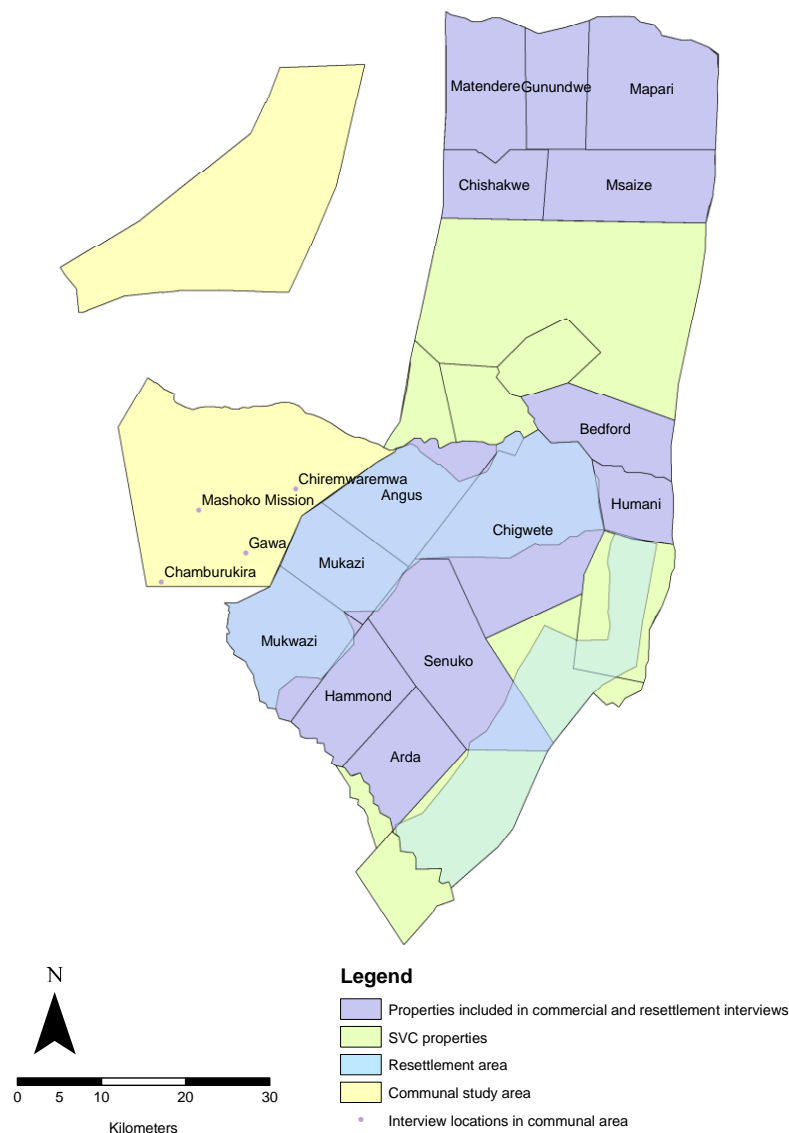 Matendere
Gunundwe
Mapari
Chishakwe
Msaize
Bedford
Chiremwaremwa
Angus
Mashoko Mission
Humani
Chigwete
Gawa
Mukazi
Chamburukira
Mukwazi
Senuko
Hammond
Arda
N
0 5 10 20 30
Kilometers
Legend
Properties included in commercial and resettlement interviews
SVC properties
Resettlement area
Communal study area
Interview locations in communal area